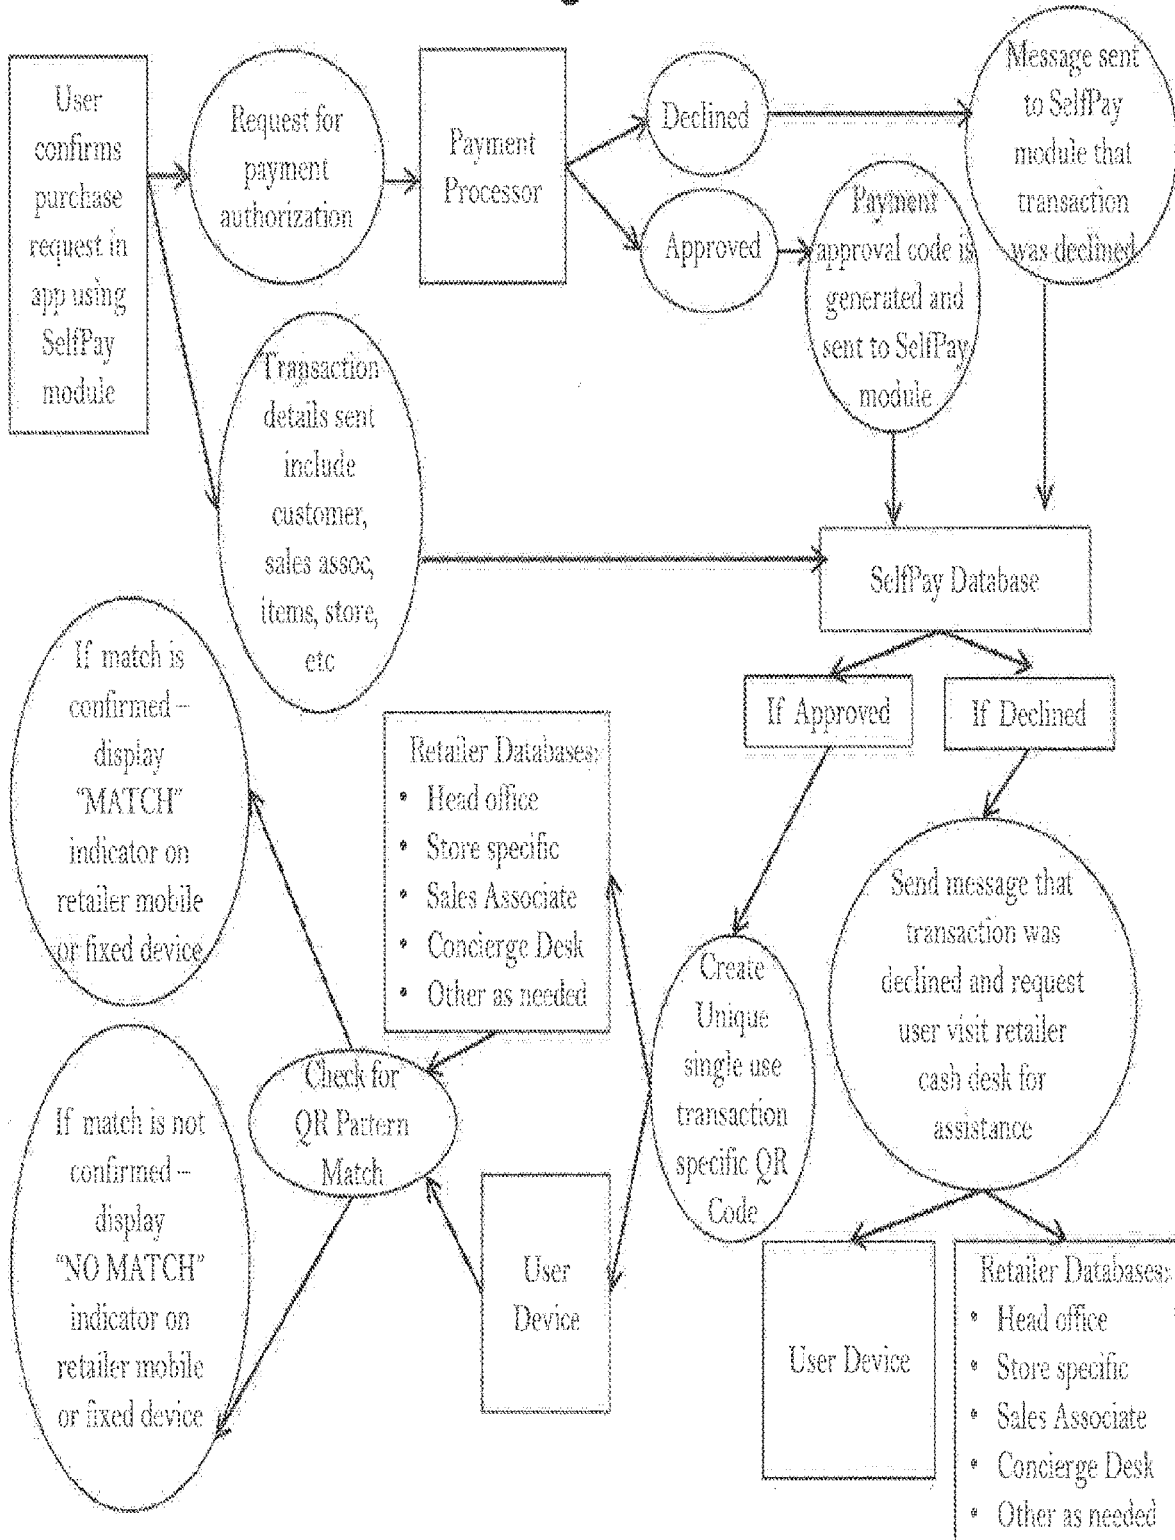 User
confirms
purchase
request in
app using
SelfPay
module
Request for
payment
authorization
Payment
Processor
Declined
Approved
Message sent
to SelfPay
module that
transaction
was declined
Payment
approval code is
generated and
sent to SelfPay
module
Transaction
details sent
include
customer,
sales assoc,
items, store,
etc
SelfPay Database
If Approved
If Declined
If match is
confirmed –
display
“MATCH”
indicator on
retailer mobile
or fixed device
Retailer Databases:
• Head office
• Store specific
• Sales Associate
• Concierge Desk
• Other as needed
Create
Unique
single use
transaction
specific QR
Code
Send message that
transaction was
declined and request
user visit retailer
cash desk for
assistance
Check for
QR Pattern
Match
If match is not
confirmed –
display
“NO MATCH”
indicator on
retailer mobile
or fixed device
User
Device
User Device
Retailer Databases:
• Head office
• Store specific
• Sales Associate
• Concierge Desk
• Other as needed